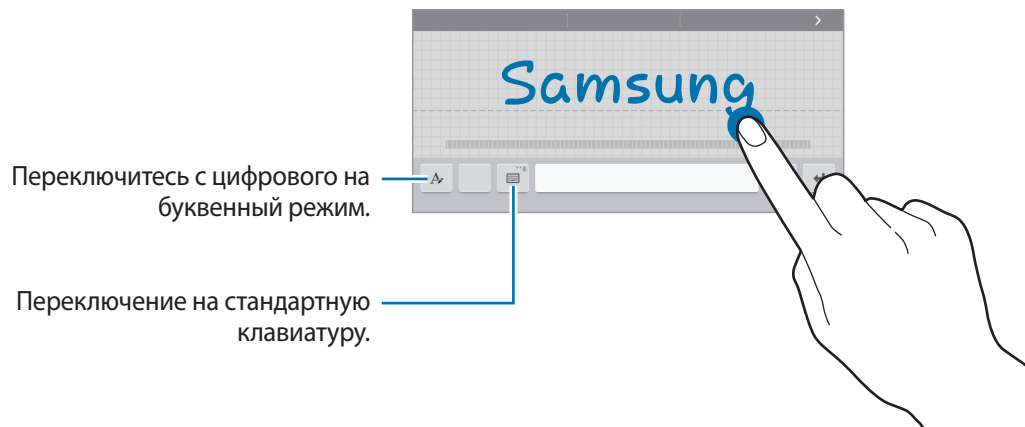 Samsung
Переключитесь с цифрового на
буквенный режим.
Переключение на стандартную
клавиатуру.